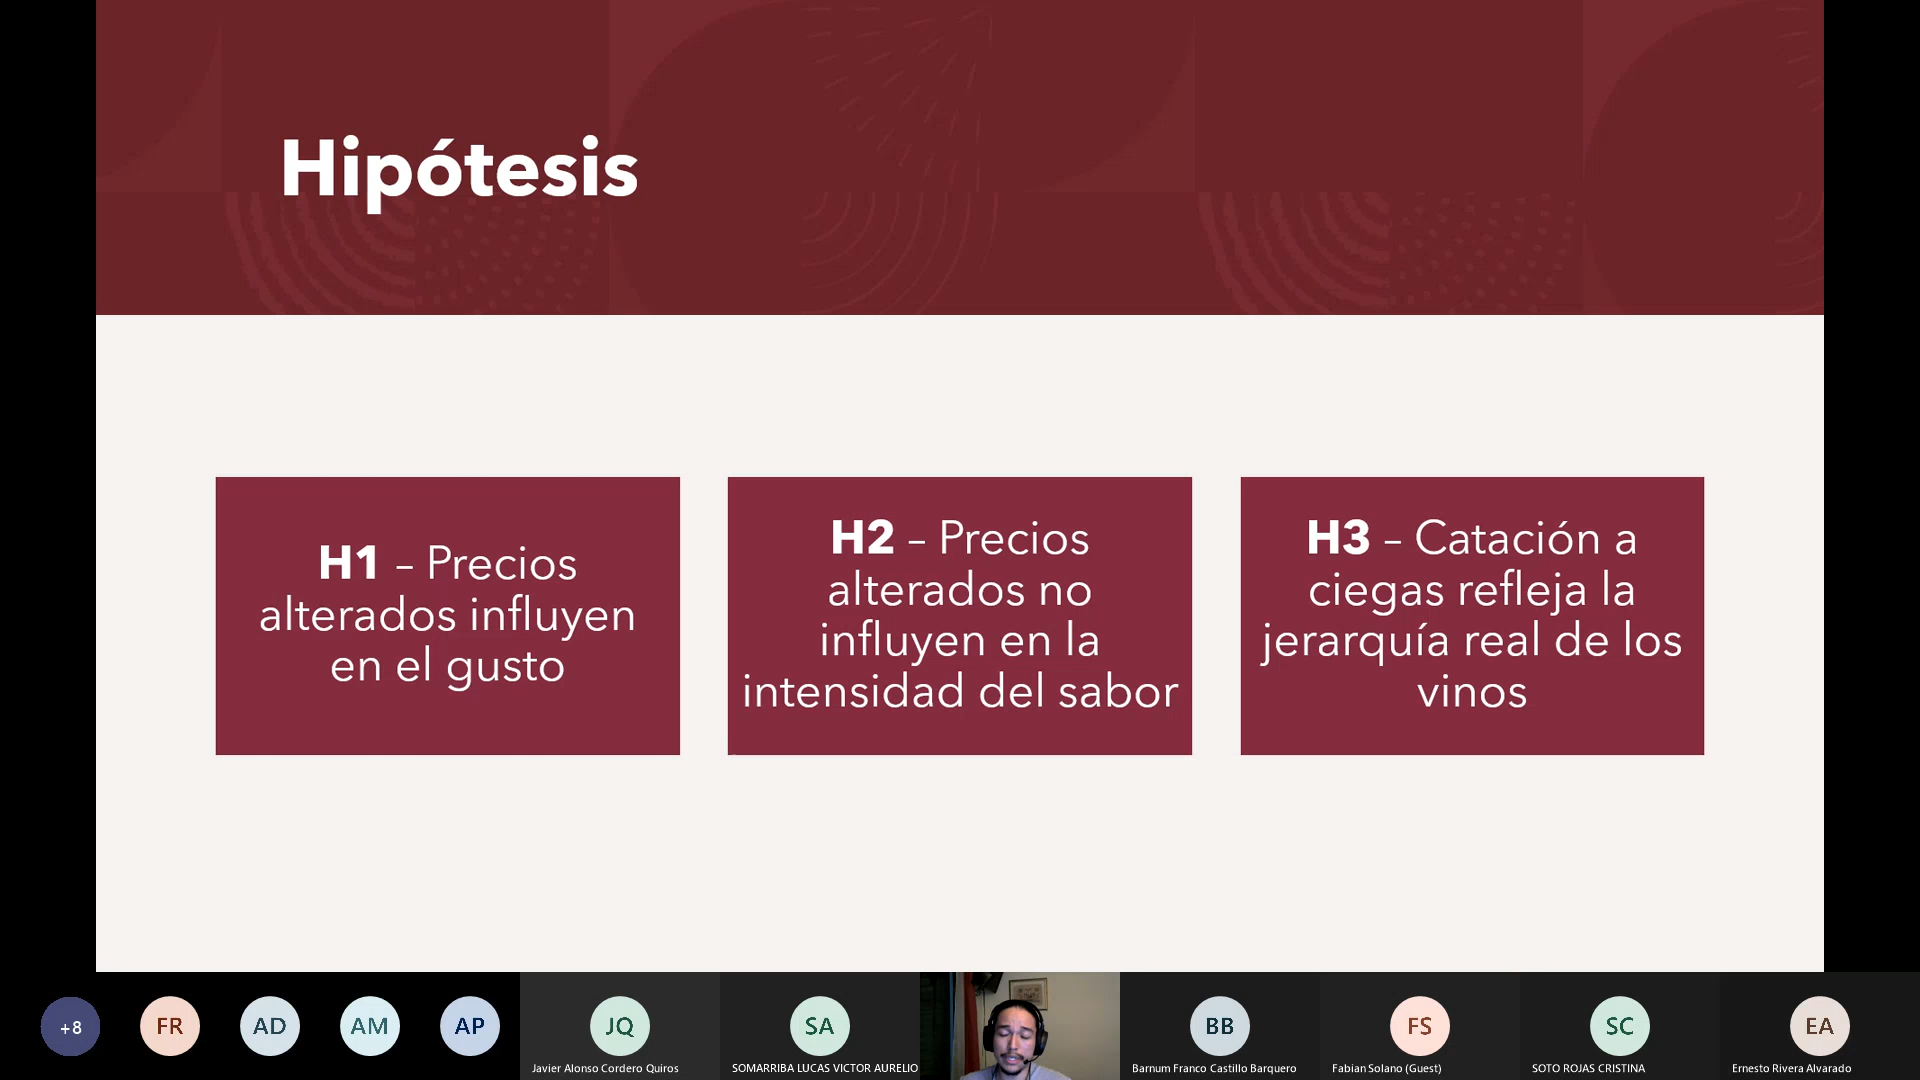 Hipótesis
H1 – Precios
alterados influyen
en el gusto
H2 – Precios
alterados no
influyen en la
intensidad del sabor
H3 – Catación a
ciegas refleja la
jerarquía real de los
vinos
+8
FR
AD
AM
AP
JQ
SA
BB
FS
SC
EA
Javier Alonso Cordero Quiros
SOMARRIBA LUCAS VICTOR AURELIO
Barnum Franco Castillo Barquero
Fabian Solano (Guest)
SOTO ROJAS CRISTINA
Ernesto Rivera Alvarado